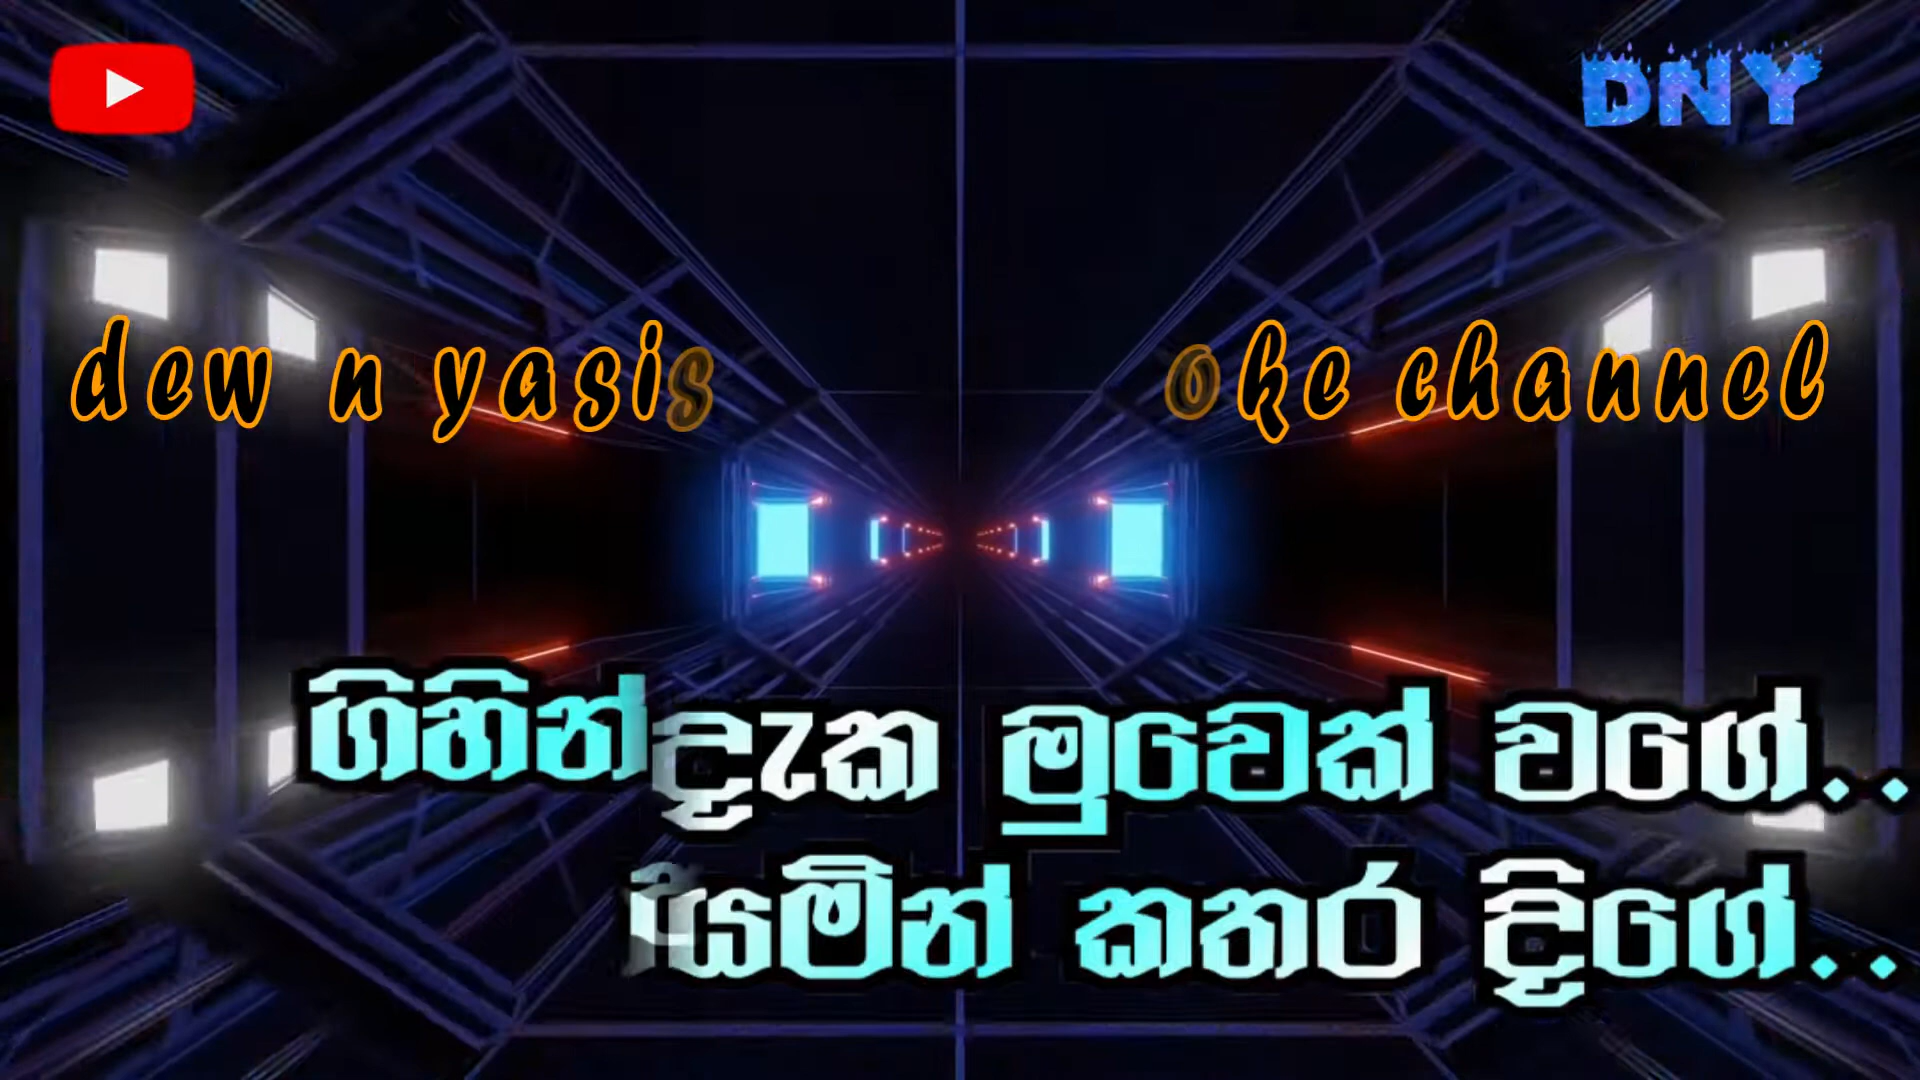 DNY
dew n yasis oke channel
ගිහින් දැක මුවෙක් වගේ..
යමින් කතර දිගේ..